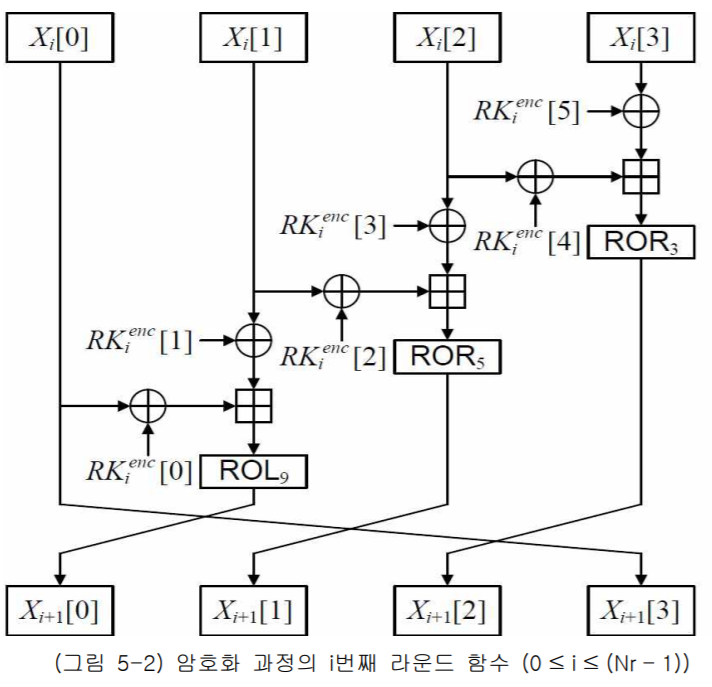 Xᵢ[0] Xᵢ[1] Xᵢ[2] Xᵢ[3]
RKᵢᵉⁿᶜ[5]
RKᵢᵉⁿᶜ[3] RKᵢᵉⁿᶜ[4] ROR₃
RKᵢᵉⁿᶜ[1] RKᵢᵉⁿᶜ[2] ROR₅
RKᵢᵉⁿᶜ[0] ROL₉
Xᵢ₊₁[0] Xᵢ₊₁[1] Xᵢ₊₁[2] Xᵢ₊₁[3]
(그림 5-2) 암호화 과정의 i번째 라운드 함수 (0 ≤ i ≤ (Nr - 1))